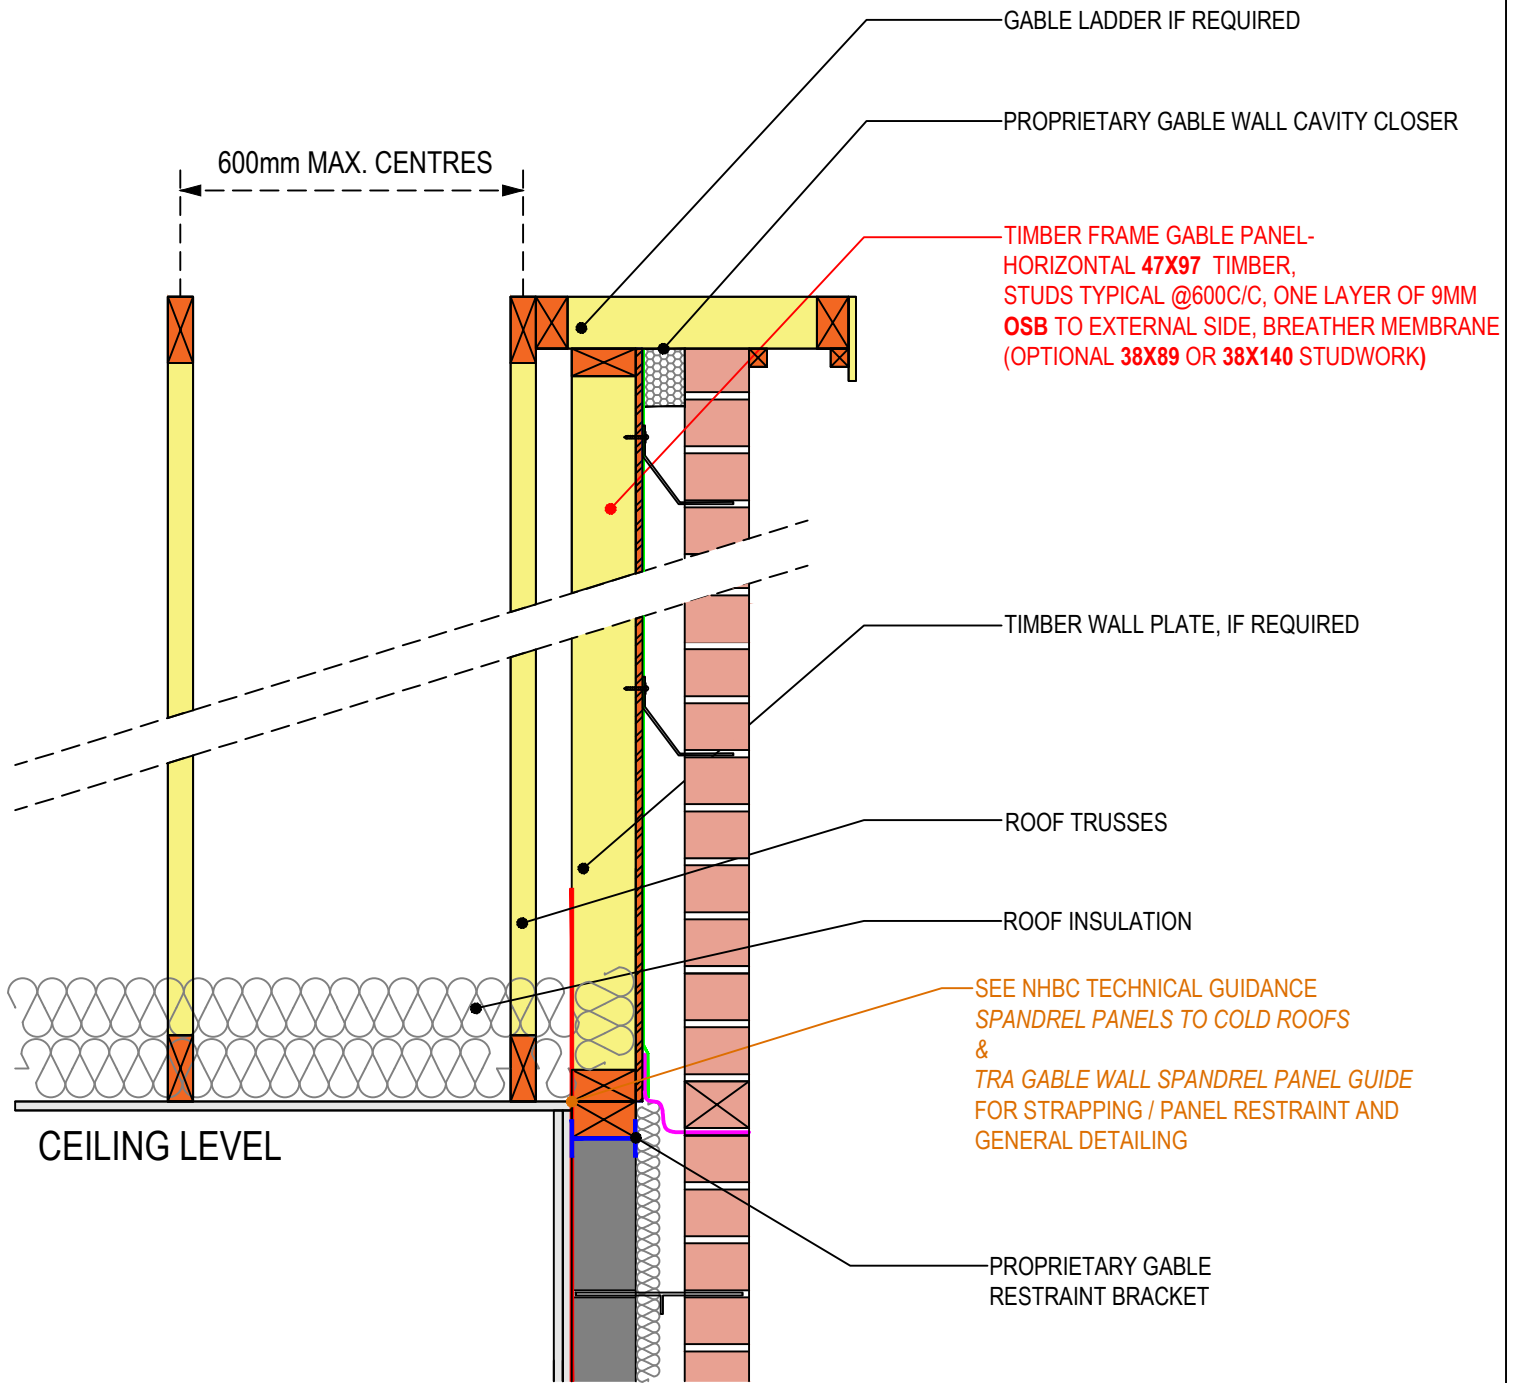 GABLE LADDER IF REQUIRED
PROPRIETARY GABLE WALL CAVITY CLOSER
600mm MAX. CENTRES
TIMBER FRAME GABLE PANEL-
HORIZONTAL 47X97 TIMBER,
STUDS TYPICAL @600C/C, ONE LAYER OF 9MM
OSB TO EXTERNAL SIDE, BREATHER MEMBRANE
(OPTIONAL 38X89 OR 38X140 STUDWORK)
TIMBER WALL PLATE, IF REQUIRED
ROOF TRUSSES
ROOF INSULATION
SEE NHBC TECHNICAL GUIDANCE
SPANDREL PANELS TO COLD ROOFS
&
TRA GABLE WALL SPANDREL PANEL GUIDE
FOR STRAPPING / PANEL RESTRAINT AND
GENERAL DETAILING
CEILING LEVEL
PROPRIETARY GABLE
RESTRAINT BRACKET